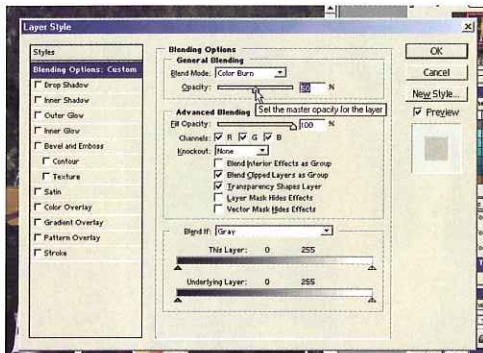 Layer Style
Styles
Blending Options: Custom
Drop Shadow
Inner Shadow
Outer Glow
Inner Glow
Bevel and Emboss
Contour
Texture
Satin
Color Overlay
Gradient Overlay
Pattern Overlay
Stroke
Blending Options
General Blending
Blend Mode: Color Burn
Opacity: 50 %
Set the master opacity for the layer
Advanced Blending
Fill Opacity: 100 %
Channels: R G B
Knockout: None
Blend Interior Effects as Group
Blend Clipped Layers as Group
Transparency Shapes Layer
Layer Mask Hides Effects
Vector Mask Hides Effects
Blend If: Gray
This Layer: 0 255
Underlying Layer: 0 255
OK
Cancel
New Style...
Preview